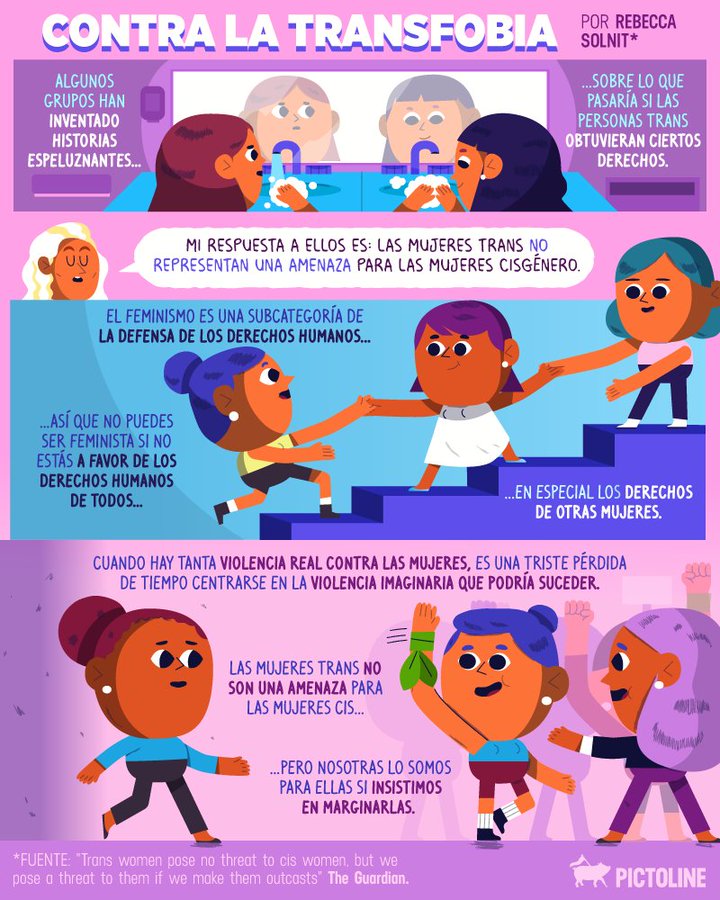 CONTRA LA TRANSFOBIA
POR REBECCA
SOLNIT*
ALGUNOS
GRUPOS HAN
INVENTADO
HISTORIAS
ESPELUZNANTES...
...SOBRE LO QUE
PASARÍA SI LAS
PERSONAS TRANS
OBTUVIERAN CIERTOS
DERECHOS.
MI RESPUESTA A ELLOS ES: LAS MUJERES TRANS NO
REPRESENTAN UNA AMENAZA PARA LAS MUJERES CISGÉNERO.
EL FEMINISMO ES UNA SUBCATEGORÍA DE
LA DEFENSA DE LOS DERECHOS HUMANOS...
...ASÍ QUE NO PUEDES
SER FEMINISTA SI NO
ESTÁS A FAVOR DE LOS
DERECHOS HUMANOS
DE TODOS...
...EN ESPECIAL LOS DERECHOS
DE OTRAS MUJERES.
CUANDO HAY TANTA VIOLENCIA REAL CONTRA LAS MUJERES, ES UNA TRISTE PÉRDIDA
DE TIEMPO CENTRARSE EN LA VIOLENCIA IMAGINARIA QUE PODRÍA SUCEDER.
LAS MUJERES TRANS NO
SON UNA AMENAZA PARA
LAS MUJERES CIS...
...PERO NOSOTRAS LO SOMOS
PARA ELLAS SI INSISTIMOS
EN MARGINARLAS.
*FUENTE: "Trans women pose no threat to cis women, but we
pose a threat to them if we make them outcasts" The Guardian.
PICTOLINE